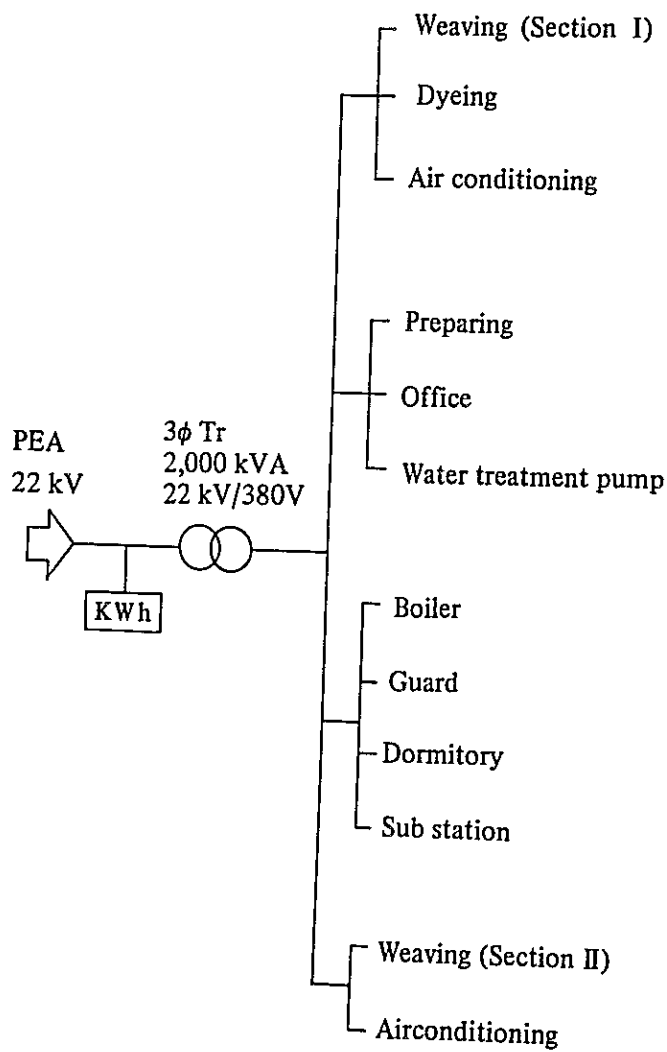 Weaving (Section I)
Dyeing
Air conditioning
Preparing
Office
Water treatment pump
PEA
22 kV
3ϕ Tr
2,000 kVA
22 kV/380V
KWh
Boiler
Guard
Dormitory
Sub station
Weaving (Section II)
Airconditioning